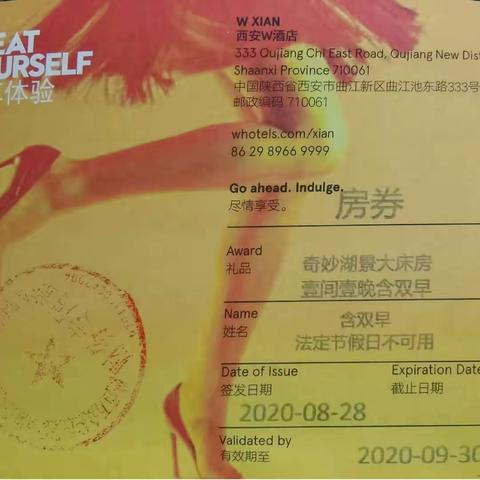 W XIAN
西安W酒店
333 Qujiang Chi East Road, Qujiang New Dis
Shaanxi Province 710061
中国陕西省西安市曲江新区曲江池东路333号
邮政编码 710061
whotels.com/xian
86 29 8966 9999
EAT
URSELF
体验
Go ahead. Indulge.
尽情享受。
房券
Award
礼品
奇妙湖景大床房
壹间壹晚含双早
Name
姓名
含双早
法定节假日不可用
Date of Issue
签发日期
2020-08-28
Expiration Date
截止日期
Validated by
有效期至
2020-09-30